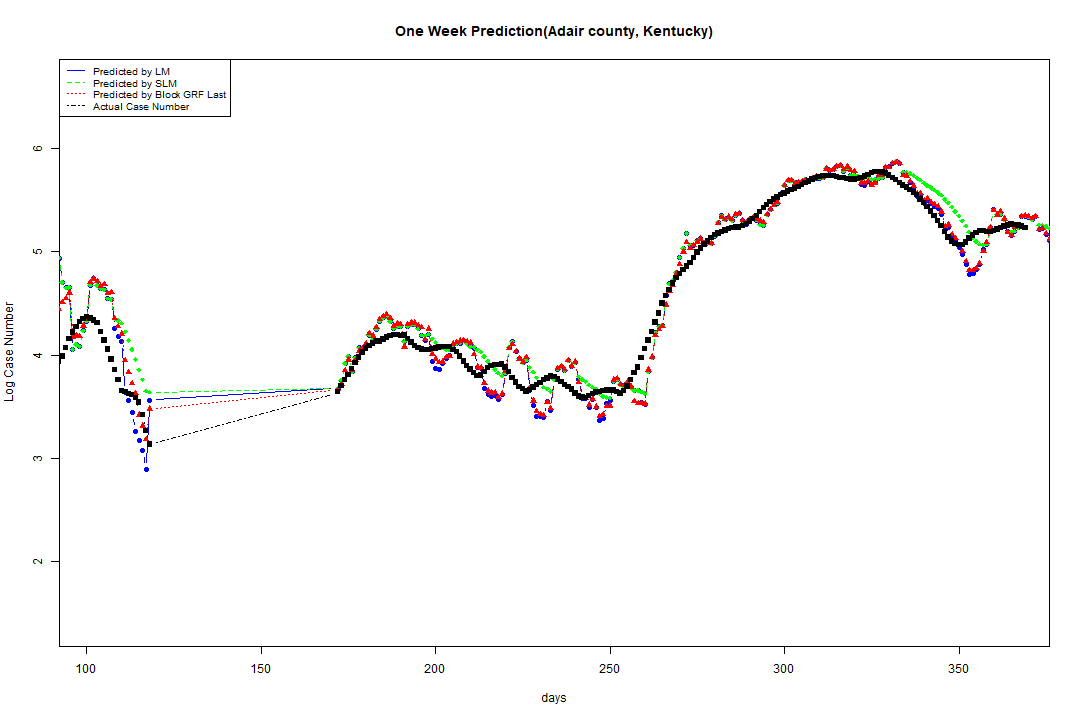 One Week Prediction(Adair county, Kentucky)
Predicted by LM
Predicted by SLM
Predicted by Block GRF Last
Actual Case Number
6
5
4
3
2
Log Case Number
100 150 200 250 300 350
days